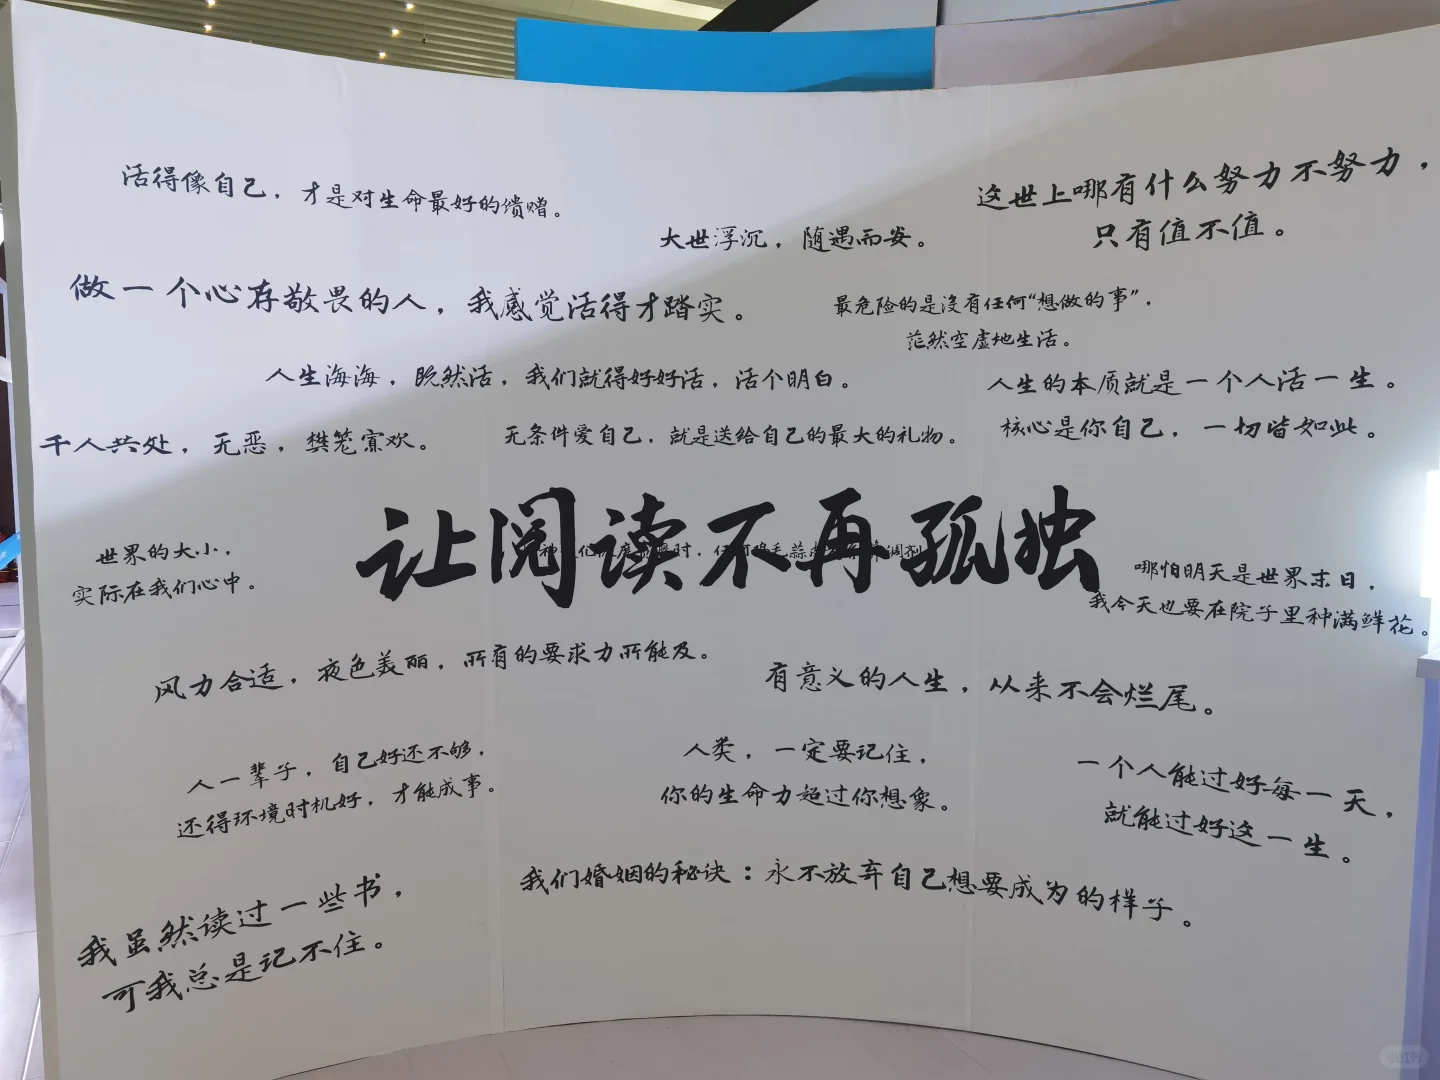 活得像自己，才是对生命最好的馈赠。
大世浮沉，随遇而安。
这世上哪有什么努力不努力，
只有值不值。
做一个心存敬畏的人，我感觉活得才踏实。
最危险的是没有任何“想做的事”，
茫然空虚地生活。
人生海海，既然活，我们就得好好活，活个明白。
人生的本质就是一个人活一生。
千人共处，无恶，樊笼寡欢。
无条件爱自己，就是送给自己的最大的礼物。
核心是你自己，一切皆如此。
让阅读不再孤独
世界的大小，
实际在我们心中。
时，任何鸡毛蒜 调剂
哪怕明天是世界末日，
我今天也要在院子里种满鲜花。
风力合适，夜色美丽，所有的要求力所能及。
有意义的人生，从来不会烂尾。
人一辈子，自己好还不够，
还得环境时机好，才能成事。
人类，一定要记住，
你的生命力超过你想象。
一个人能过好每一天，
就能过好这一生。
我们婚姻的秘诀：永不放弃自己想要成为的样子。
我虽然读过一些书，
可我总是记不住。
小红书